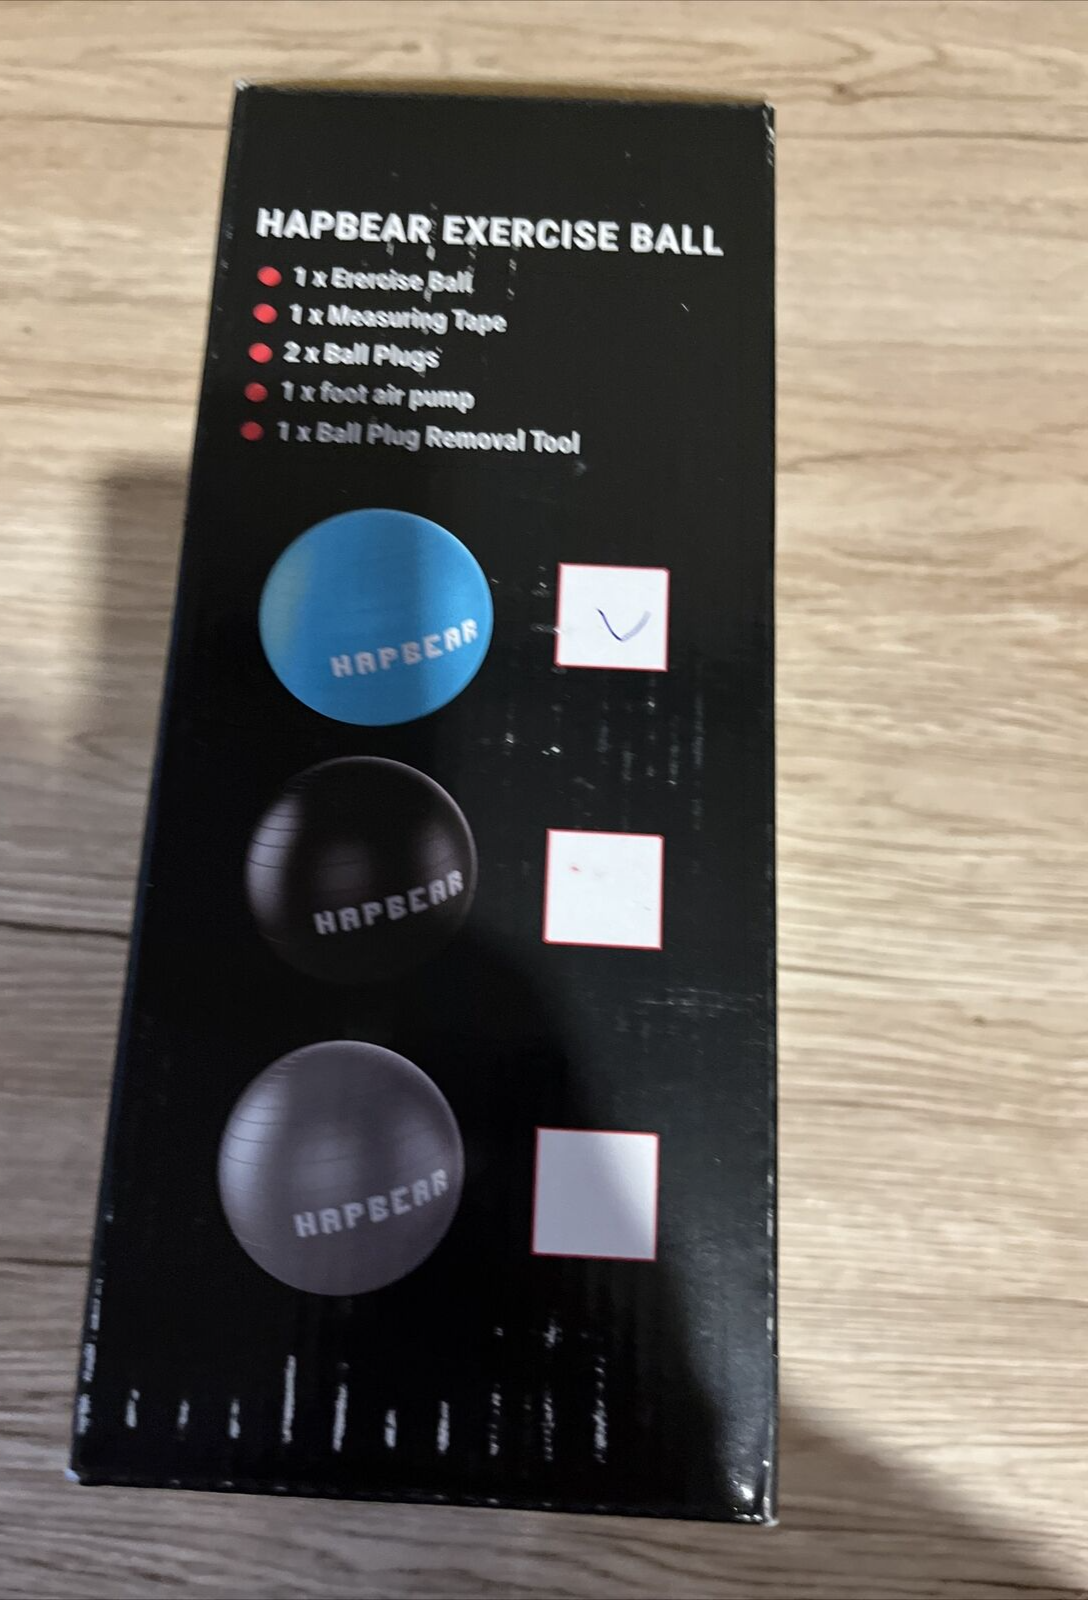 HAPBEAR EXERCISE BALL
1 x Erercise Ball
1 x Measuring Tape
2 x Ball Plugs
1 x foot air pump
1 x Ball Plug Removal Tool
HAPBEAR
HAPBEAR
HAPBEAR